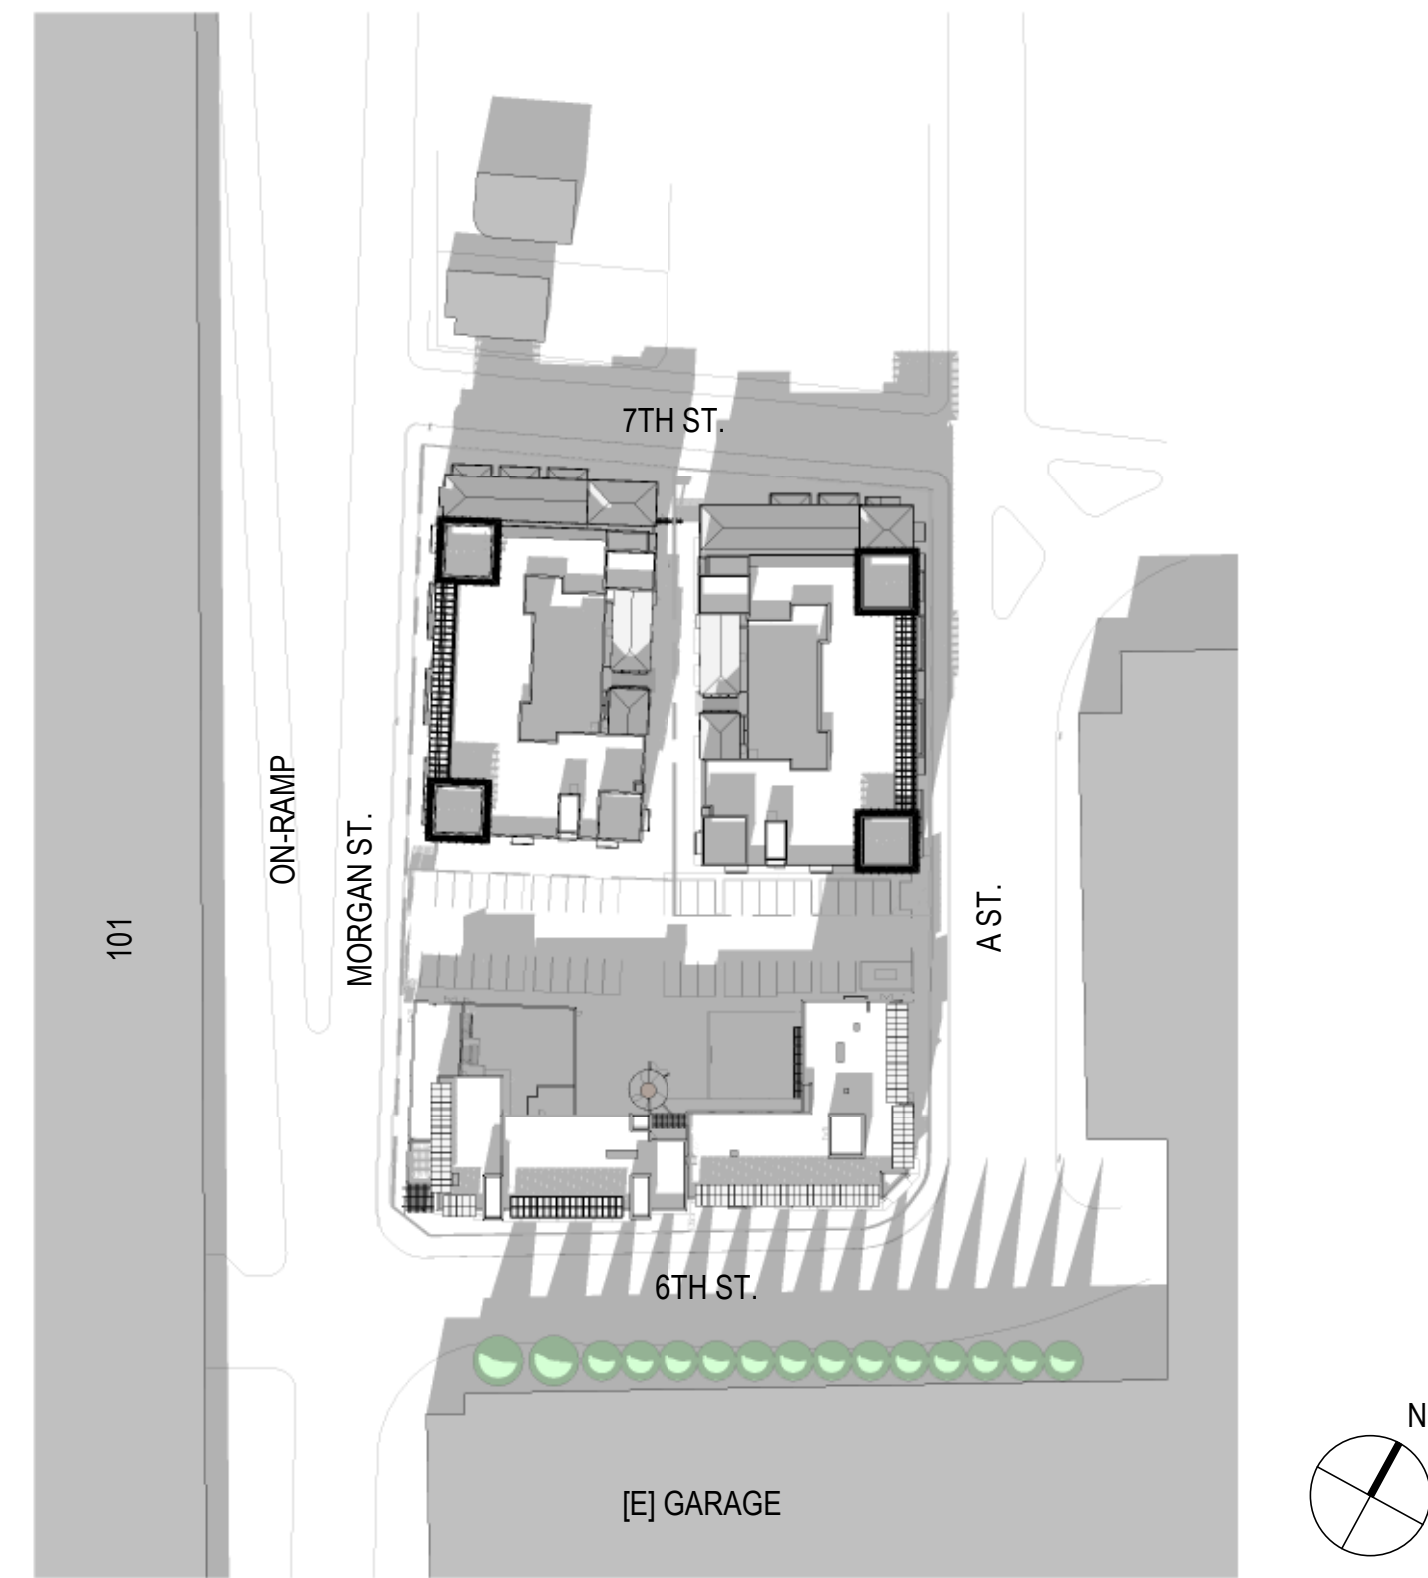 7TH ST.
ON-RAMP
MORGAN ST.
101
A ST.
6TH ST.
N
[E] GARAGE